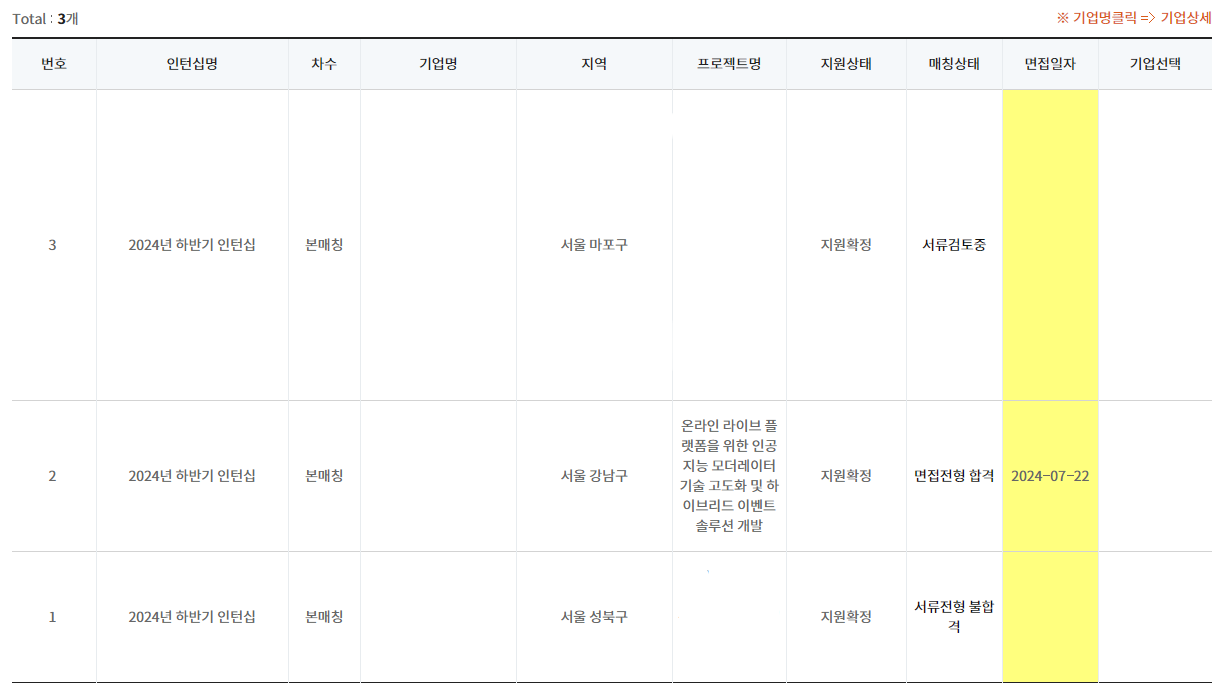 Total : 3개
※ 기업명클릭 => 기업상세
번호 인턴십명 차수 기업명 지역 프로젝트명 지원상태 매칭상태 면접일자 기업선택
3 2024년 하반기 인턴십 본매칭 서울 마포구 지원확정 서류검토중
온라인 라이브 플
랫폼을 위한 인공
지능 모더레이터
2 2024년 하반기 인턴십 본매칭 서울 강남구 지원확정 면접전형 합격 2024-07-22
기술 고도화 및 하
이브리드 이벤트
솔루션 개발
1 2024년 하반기 인턴십 본매칭 서울 성북구 지원확정 서류전형 불합
격